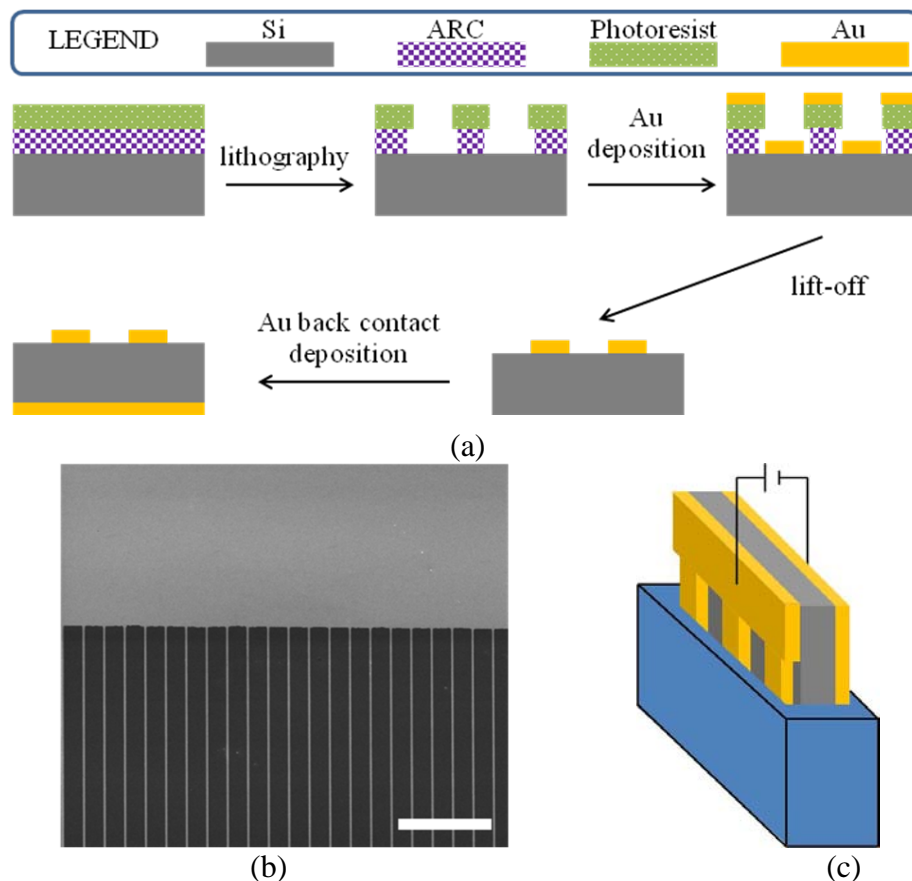 LEGEND Si ARC Photoresist Au
lithography
Au
deposition
lift-off
Au back contact
deposition
(a)
(b) (c)